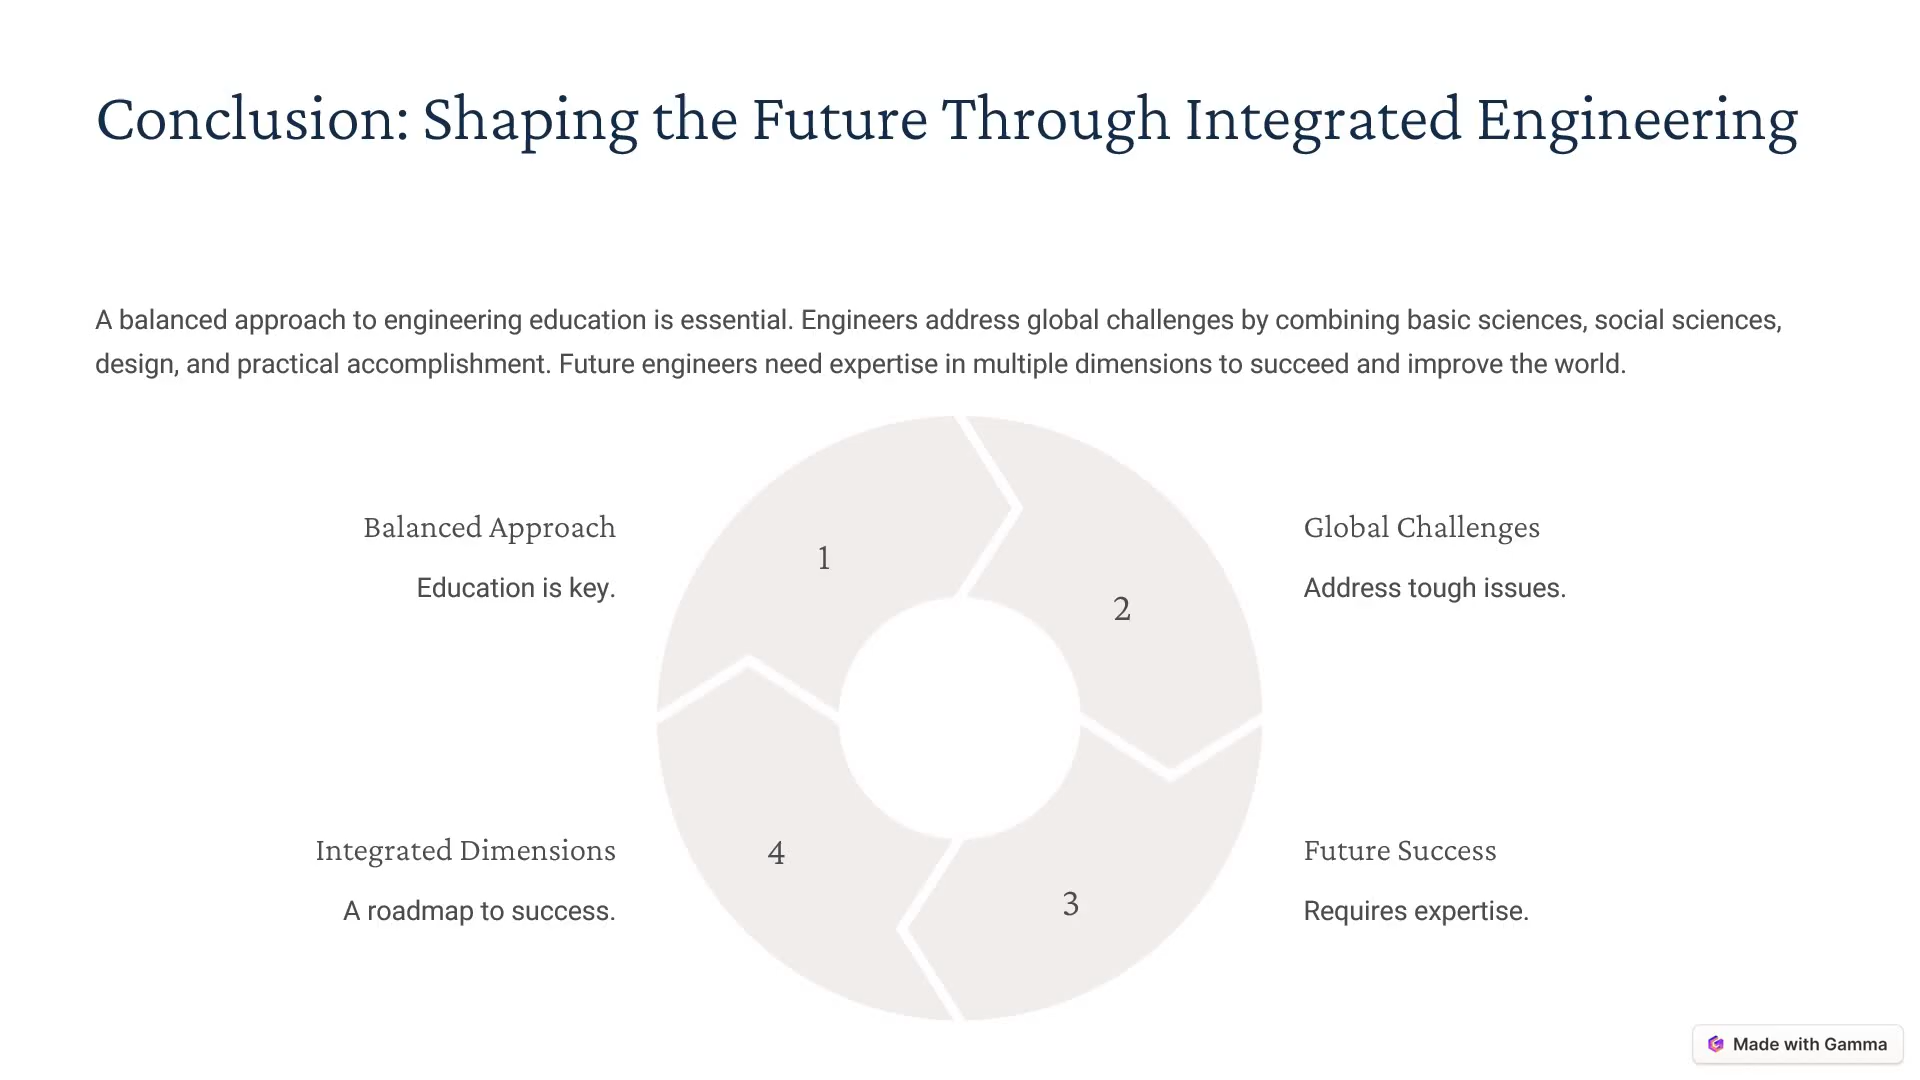 Conclusion: Shaping the Future Through Integrated Engineering
A balanced approach to engineering education is essential. Engineers address global challenges by combining basic sciences, social sciences,
design, and practical accomplishment. Future engineers need expertise in multiple dimensions to succeed and improve the world.
Balanced Approach
Education is key.
1
2
Global Challenges
Address tough issues.
Integrated Dimensions
A roadmap to success.
4
3
Future Success
Requires expertise.
Made with Gamma